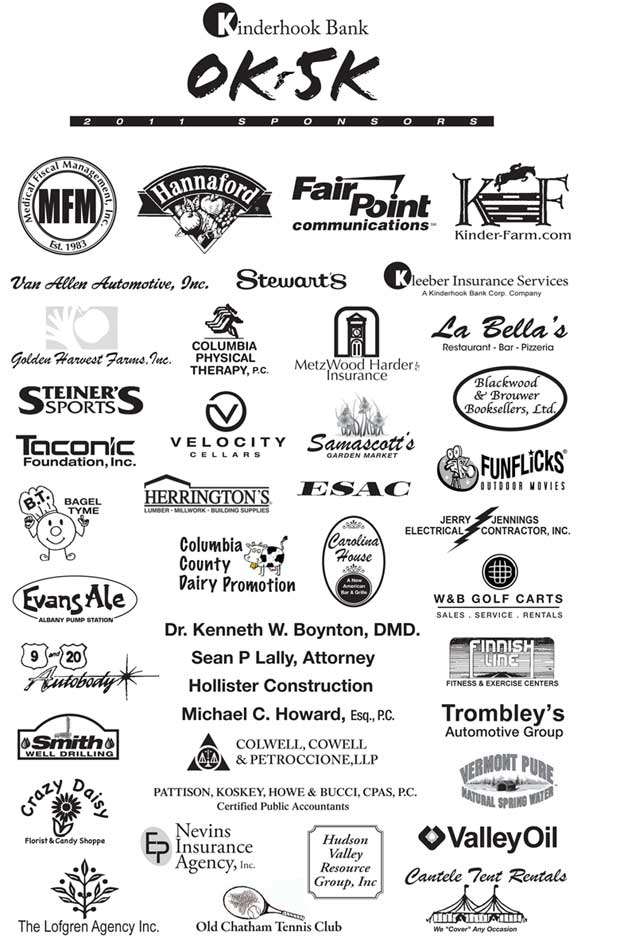 Kinderhook Bank
OK-5K
2011 SPONSORS
Medical Fiscal Management, Inc.
MFM
Est. 1983
Hannaford
FairPoint
communications
KF
Kinder-Farm.com
Van Allen Automotive, Inc.
Stewart's
Kleeber Insurance Services
A Kinderhook Bank Corp. Company
Golden Harvest Farms, Inc.
COLUMBIA
PHYSICAL
THERAPY, P.C.
MetzWood Harder
Insurance
La Bella's
Restaurant - Bar - Pizzeria
STEINER'S
SPORTS
VELOCITY
CELLARS
Samascott's
GARDEN MARKET
Blackwood
& Brouwer
Booksellers, Ltd.
Taconic
Foundation, Inc.
FUNFLICKS®
OUTDOOR MOVIES
B.T.
BAGEL
TYME
HERRINGTON'S
LUMBER - MILLWORK - BUILDING SUPPLIES
ESAC
JERRY JENNINGS
ELECTRICAL CONTRACTOR, INC.
Columbia
County
Dairy Promotion
Carolina
House
A New
American
Bar & Grille
W&B GOLF CARTS
SALES . SERVICE . RENTALS
Evans Ale
ALBANY PUMP STATION
Dr. Kenneth W. Boynton, DMD.
Sean P Lally, Attorney
Hollister Construction
Michael C. Howard, Esq., P.C.
9 and 20
Autobody
FINNISH
LINE
FITNESS & EXERCISE CENTERS
Trombley's
Automotive Group
Smith
WELL DRILLING
COLWELL, COWELL
& PETROCCIONE,LLP
VERMONT PURE
NATURAL SPRING WATER
Crazy Daisy
Florist & Candy Shoppe
PATTISON, KOSKEY, HOWE & BUCCI, CPAS, P.C.
Certified Public Accountants
EP
Nevins
Insurance
Agency, Inc.
Hudson
Valley
Resource
Group, Inc
ValleyOil
Cantele Tent Rentals
We "Cover" Any Occasion
The Lofgren Agency Inc.
Old Chatham Tennis Club